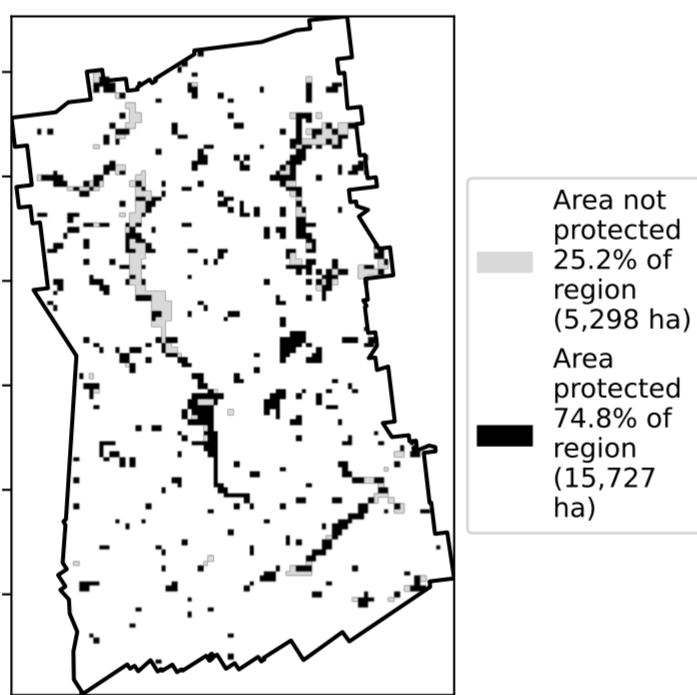 Area not
protected
25.2% of
region
(5,298 ha)
Area
protected
74.8% of
region
(15,727
ha)